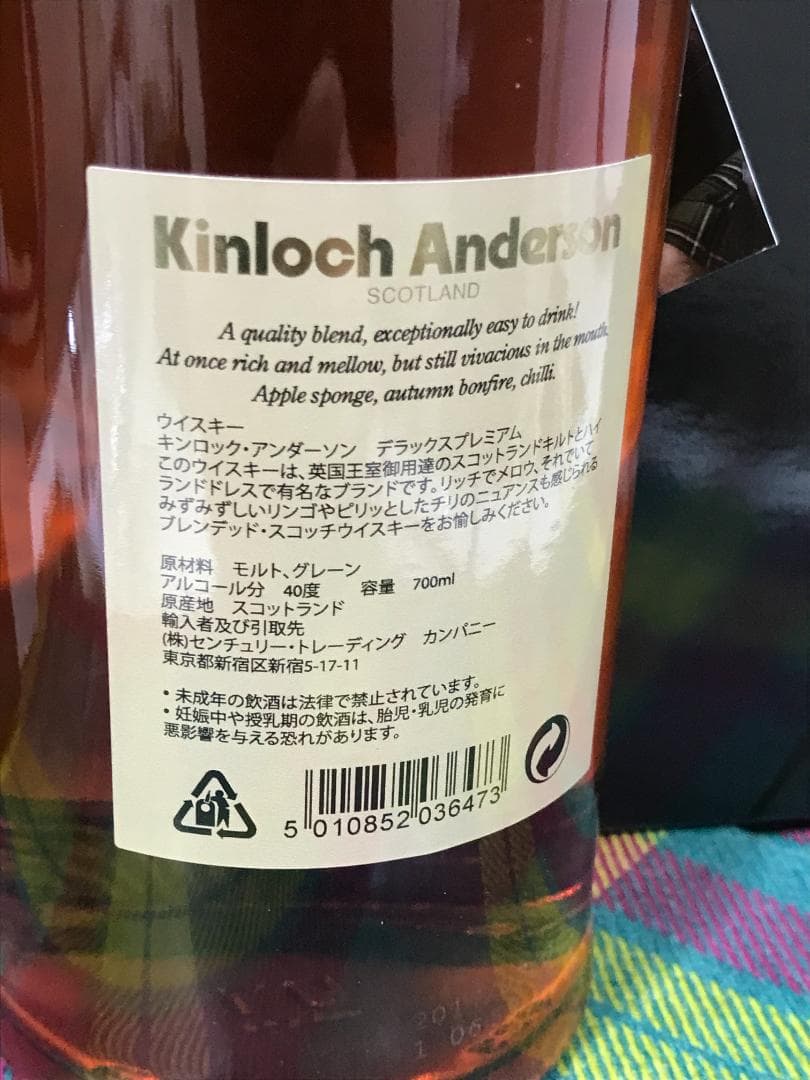 Kinloch Anderson
SCOTLAND
A quality blend, exceptionally easy to drink!
At once rich and mellow, but still vivacious in the mouth.
Apple sponge, autumn bonfire, chilli.
ウイスキー
キンロック・アンダーソン デラックスプレミアム
このウイスキーは、英国王室御用達のスコットランドキルトとハイ
ランドドレスで有名なブランドです。リッチでメロウ、それでいて
みずみずしいリンゴやピリッとしたチリのニュアンスも感じられる
ブレンデッド・スコッチウイスキーをお愉しみください。
原材料 モルト、グレーン
アルコール分 40度 容量 700ml
原産地 スコットランド
輸入者及び引取先
(株)センチュリー・トレーディング カンパニー
東京都新宿区新宿5-17-11
・未成年の飲酒は法律で禁止されています。
・妊娠中や授乳期の飲酒は、胎児・乳児の発育に
悪影響を与える恐れがあります。
5 010852 036473